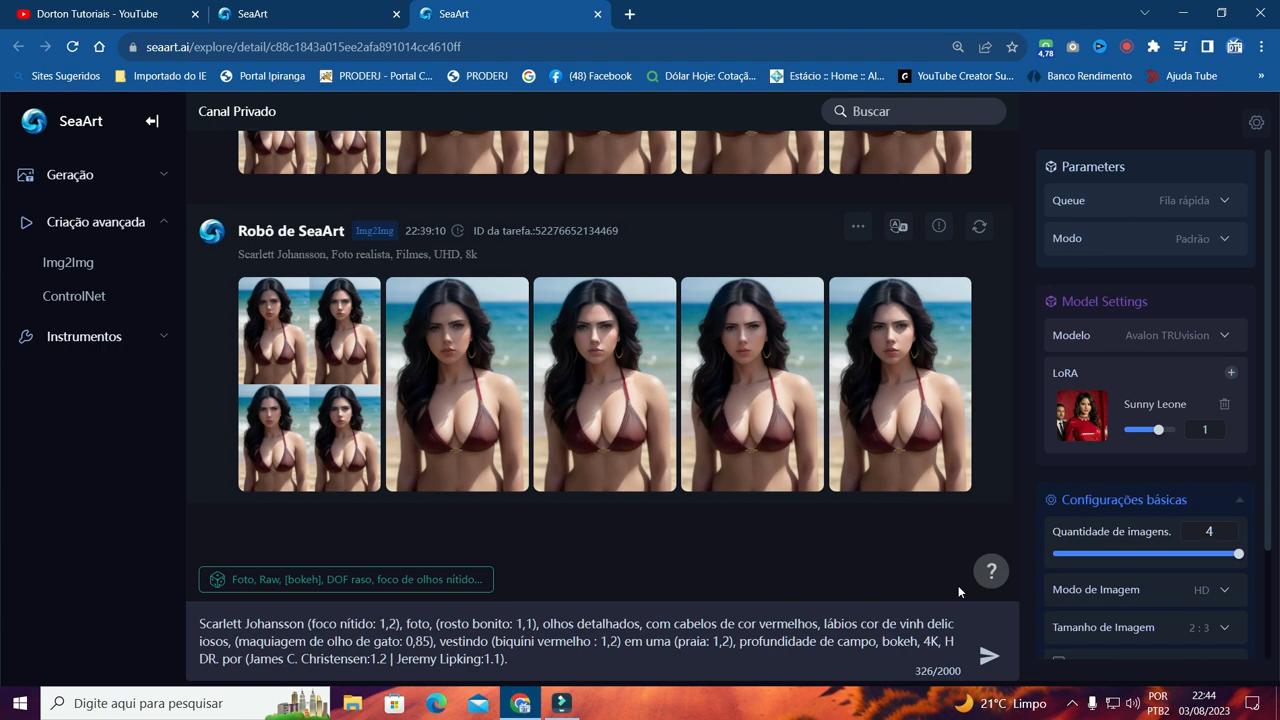 Dorton Tutoriais - YouTube
SeaArt
SeaArt
seaart.ai/explore/detail/c88c1843a015ee2afa891014cc4610ff
4,78
Sites Sugeridos
Importado do IE
Portal Ipiranga
PRODERJ - Portal C...
PRODERJ
(48) Facebook
Dólar Hoje: Cotaçã...
Estácio :: Home :: Al...
YouTube Creator Su...
Banco Rendimento
Ajuda Tube
»
SeaArt
Canal Privado
Buscar
Geração
Criação avançada
Img2Img
ControlNet
Instrumentos
Robô de SeaArt Img2Img 22:39:10 ID da tarefa.:52276652134469
Scarlett Johansson, Foto realista, Filmes, UHD, 8k
Foto, Raw, [bokeh], DOF raso, foco de olhos nítido...
?
Scarlett Johansson (foco nítido: 1,2), foto, (rosto bonito: 1,1), olhos detalhados, com cabelos de cor vermelhos, lábios cor de vinh delic
iosos, (maquiagem de olho de gato: 0,85), vestindo (biquíni vermelho : 1,2) em uma (praia: 1,2), profundidade de campo, bokeh, 4K, H
DR. por (James C. Christensen:1.2 | Jeremy Lipking:1.1).
326/2000
Parameters
Queue Fila rápida
Modo Padrão
Model Settings
Modelo Avalon TRUvision
LoRA
Sunny Leone
1
Configurações básicas
Quantidade de imagens. 4
Modo de Imagem HD
Tamanho de Imagem 2 : 3
Digite aqui para pesquisar
21°C Limpo
POR
PTB2
22:44
03/08/2023